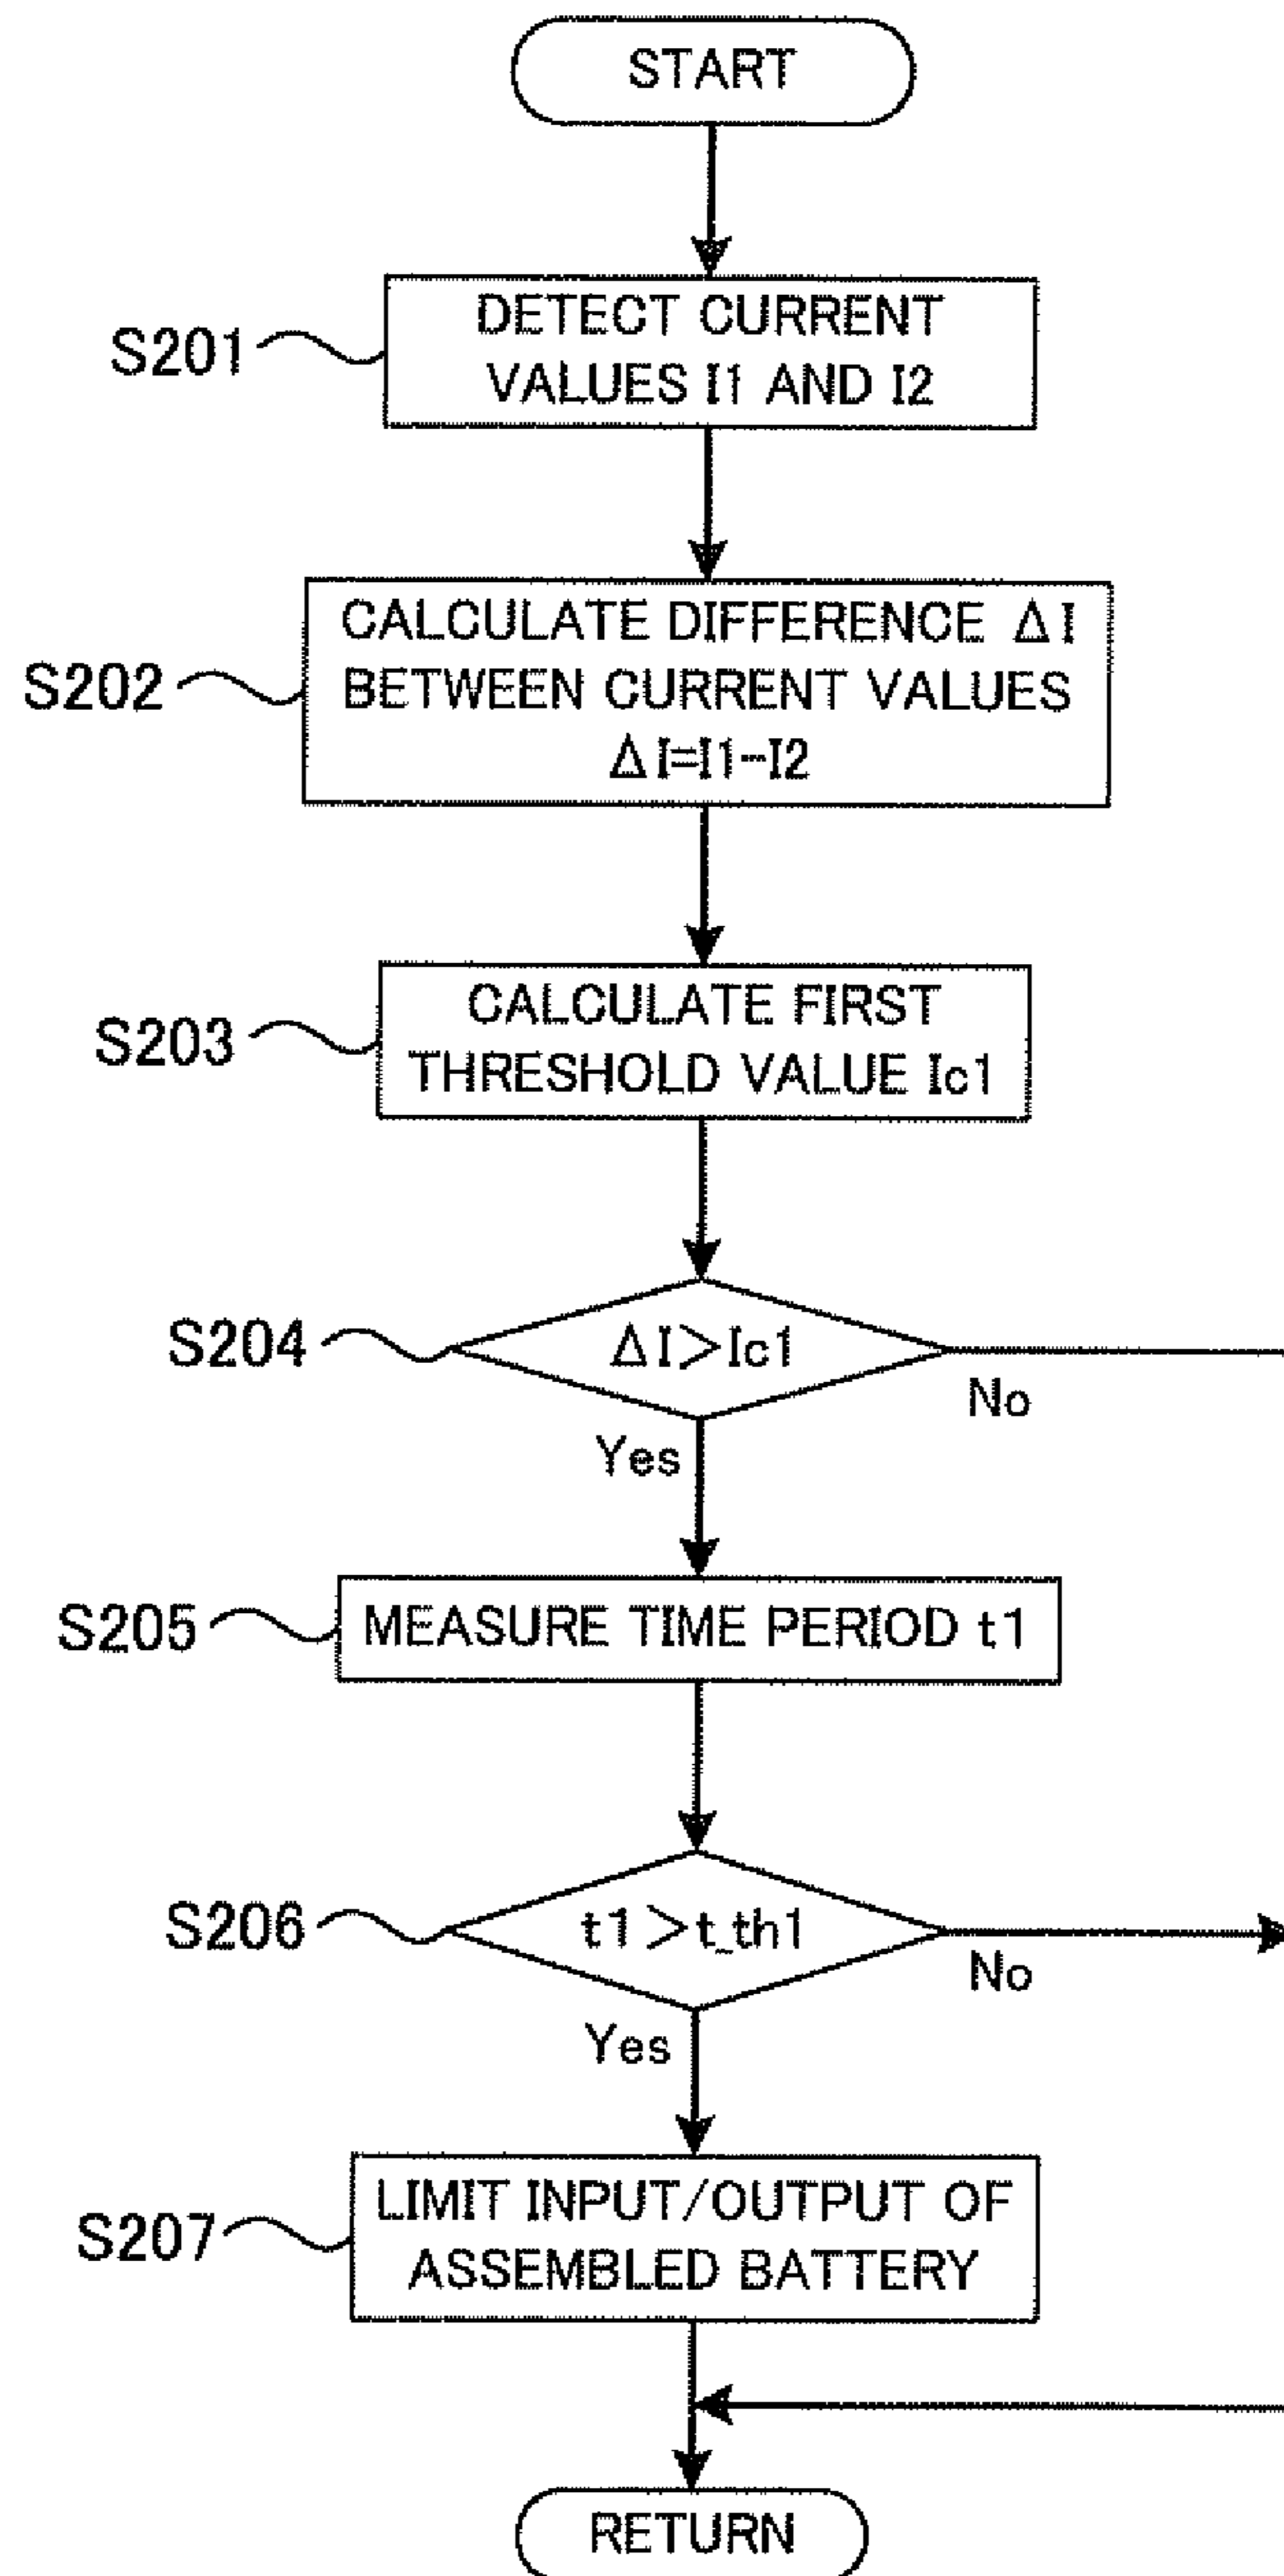 START
S201
DETECT CURRENT
VALUES I1 AND I2
S202
CALCULATE DIFFERENCE ΔI
BETWEEN CURRENT VALUES
ΔI=I1-I2
S203
CALCULATE FIRST
THRESHOLD VALUE Ic1
S204
ΔI>Ic1
No
Yes
S205
MEASURE TIME PERIOD t1
S206
t1>t_th1
No
Yes
S207
LIMIT INPUT/OUTPUT OF
ASSEMBLED BATTERY
RETURN